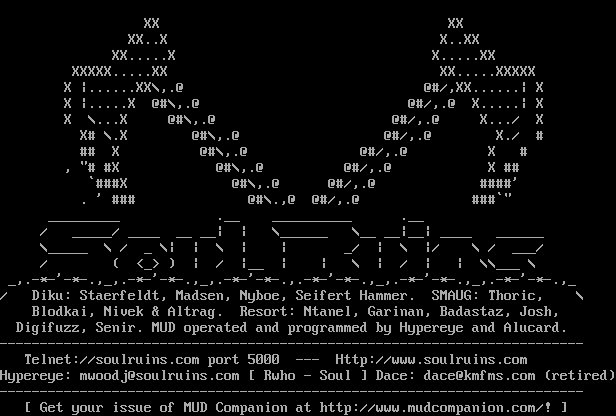 SoulRuins
Diku: Staerfeldt, Madsen, Nyboe, Seifert Hammer.  SMAUG: Thoric,
Blodkai, Nivek & Altrag.  Resort: Ntanel, Garinan, Badastaz, Josh,
Digifuzz, Senir. MUD operated and programmed by Hypereye and Alucard.
Telnet://soulruins.com port 5000  ---  Http://www.soulruins.com
Hypereye: mwoodj@soulruins.com [ Rwho - Soul ] Dace: dace@kmfms.com (retired)
[ Get your issue of MUD Companion at http://www.mudcompanion.com/! ]